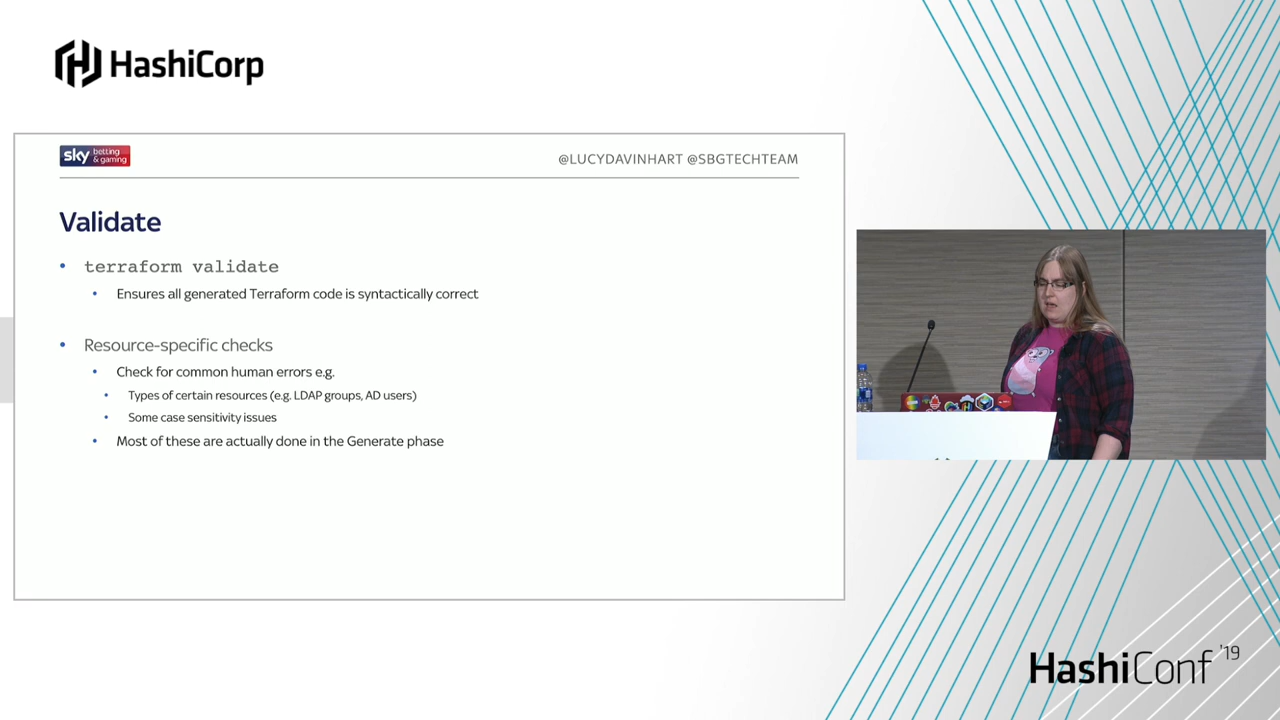 HashiCorp
sky betting & gaming
@LUCYDAVINHART @SBGTECHTEAM
Validate
• terraform validate
• Ensures all generated Terraform code is syntactically correct
• Resource-specific checks
• Check for common human errors e.g.
• Types of certain resources (e.g. LDAP groups, AD users)
• Some case sensitivity issues
• Most of these are actually done in the Generate phase
HashiConf '19